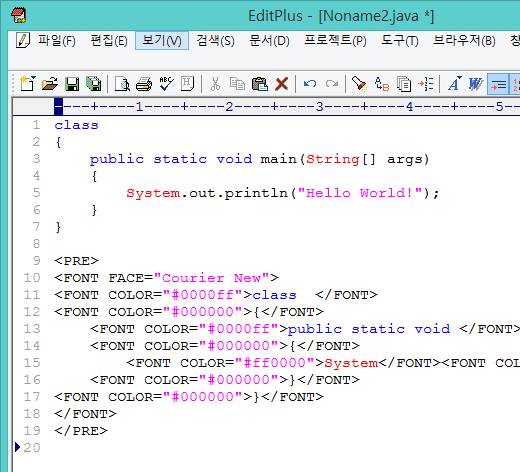 EditPlus - [Noname2.java *]
파일(F) 편집(E) 보기(V) 검색(S) 문서(D) 프로젝트(P) 도구(T) 브라우저(B) 창
ABC A B A W
----+----1----+----2----+----3----+----4----+----5--
1 class
2 {
3     public static void main(String[] args)
4     {
5         System.out.println("Hello World!");
6     }
7 }
8
9 <PRE>
10 <FONT FACE="Courier New">
11 <FONT COLOR="#0000ff">class  </FONT>
12 <FONT COLOR="#000000">{</FONT>
13     <FONT COLOR="#0000ff">public static void </FONT>
14     <FONT COLOR="#000000">{</FONT>
15         <FONT COLOR="#ff0000">System</FONT><FONT COL
16     <FONT COLOR="#000000">}</FONT>
17 <FONT COLOR="#000000">}</FONT>
18 </FONT>
19 </PRE>
20